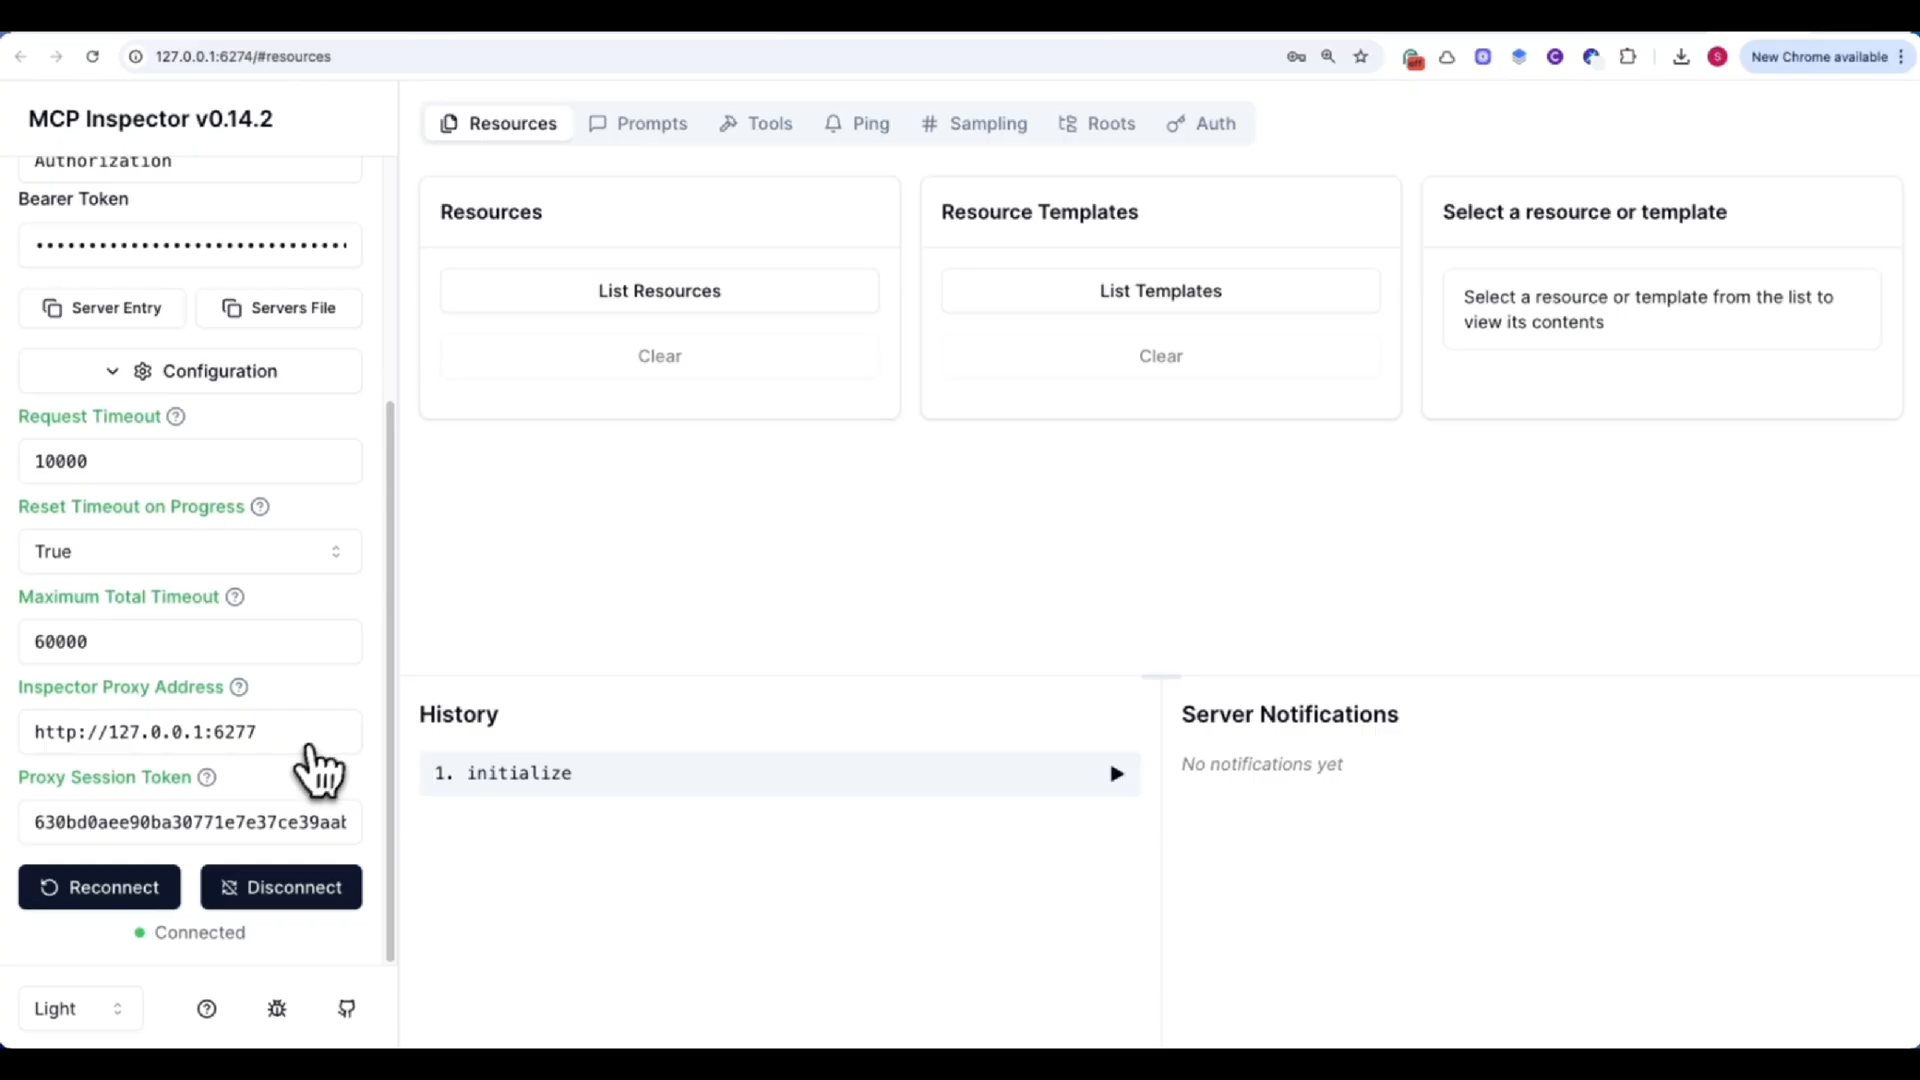 127.0.0.1:6274/#resources
off
S
New Chrome available
MCP Inspector v0.14.2
Authorization
Bearer Token
Server Entry
Servers File
Configuration
Request Timeout
10000
Reset Timeout on Progress
True
Maximum Total Timeout
60000
Inspector Proxy Address
http://127.0.0.1:6277
Proxy Session Token
630bd0aee90ba30771e7e37ce39aab
Reconnect
Disconnect
Connected
Light
Resources
Prompts
Tools
Ping
Sampling
Roots
Auth
Resources
List Resources
Clear
Resource Templates
List Templates
Clear
Select a resource or template
Select a resource or template from the list to
view its contents
History
1. initialize
Server Notifications
No notifications yet